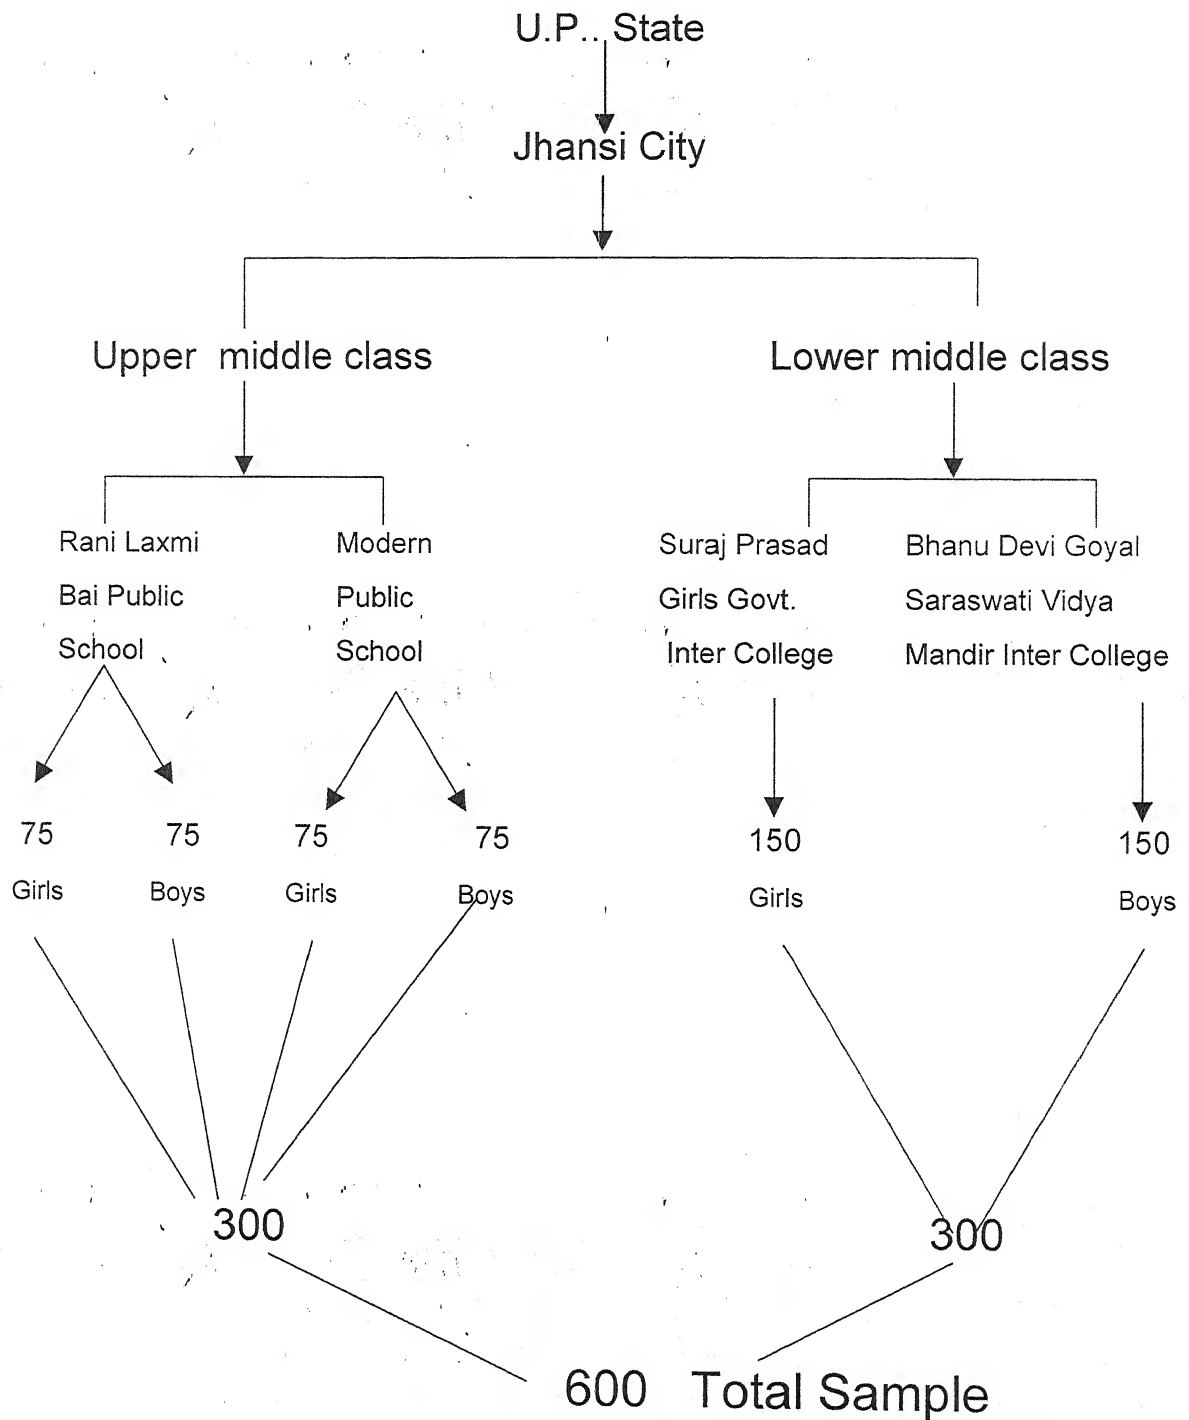 U.P.. State
Jhansi City
Upper middle class
Lower middle class
Rani Laxmi
Bai Public
School
Modern
Public
School
Suraj Prasad
Girls Govt.
Inter College
Bhanu Devi Goyal
Saraswati Vidya
Mandir Inter College
75
Girls
75
Boys
75
Girls
75
Boys
150
Girls
150
Boys
300
300
600 Total Sample